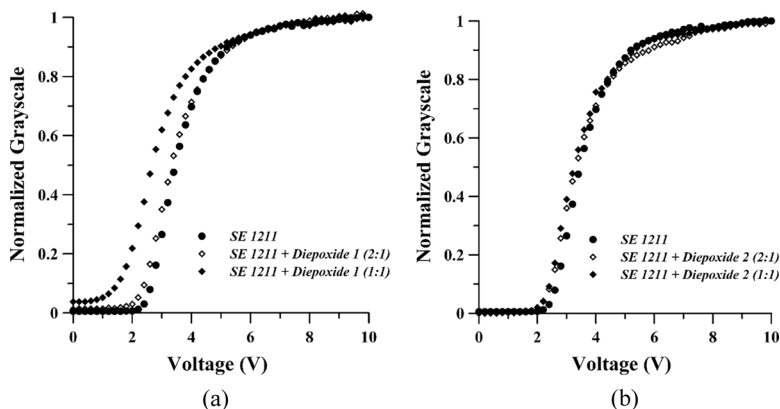 1
0.8
0.6
0.4
0.2
0
Normalized Grayscale
SE 1211
SE 1211 + Diepoxide 1 (2:1)
SE 1211 + Diepoxide 1 (1:1)
0 2 4 6 8 10
Voltage (V)
(a)
1
0.8
0.6
0.4
0.2
0
Normalized Grayscale
SE 1211
SE 1211 + Diepoxide 2 (2:1)
SE 1211 + Diepoxide 2 (1:1)
0 2 4 6 8 10
Voltage (V)
(b)